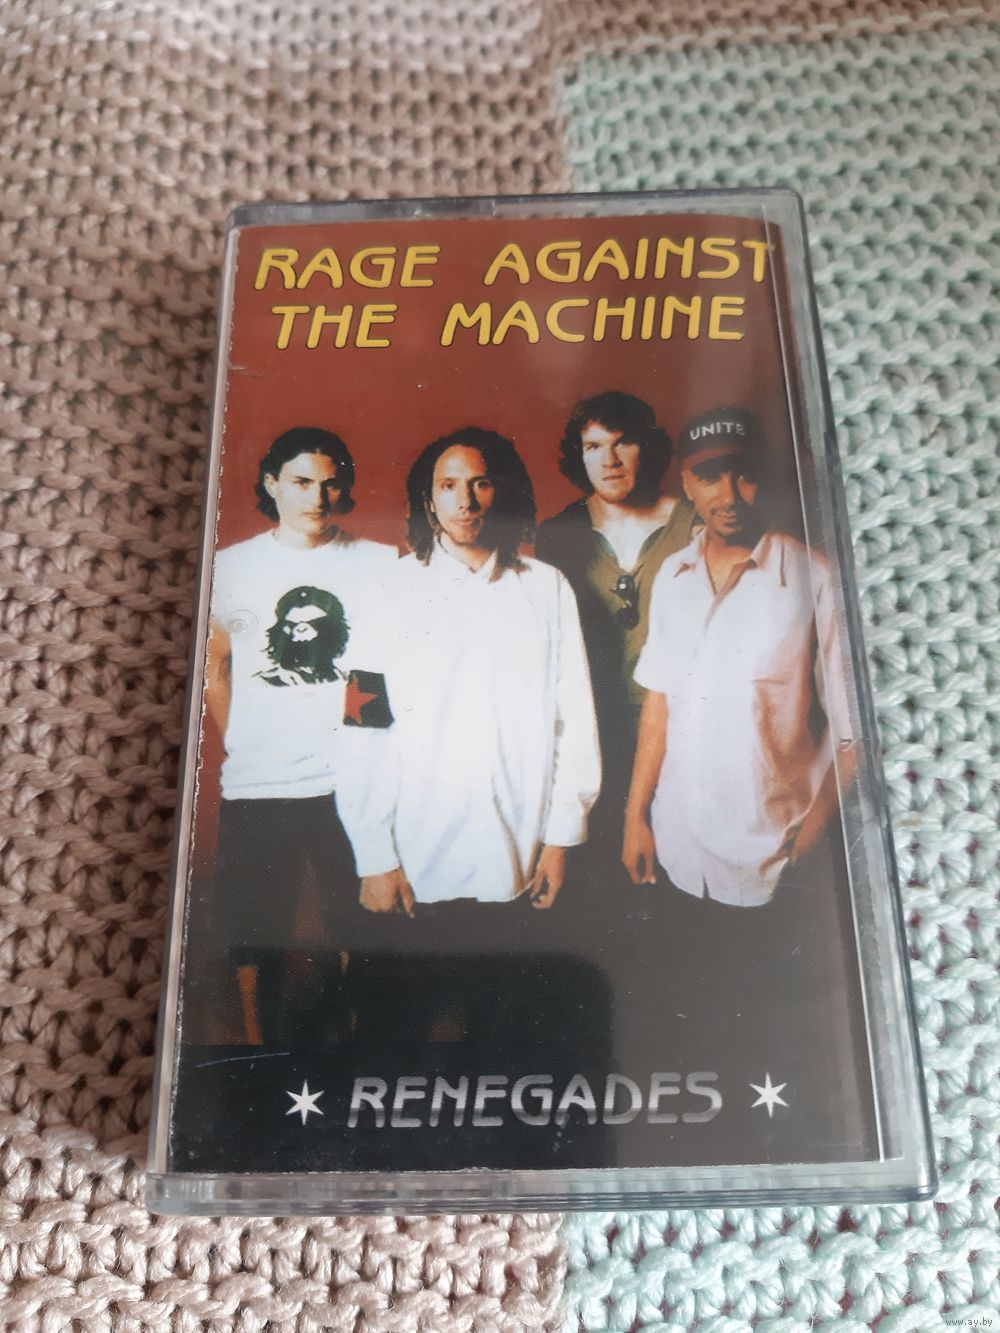 RAGE AGAINST
THE MACHINE
UNITE
* RENEGADES *
www.ay.by